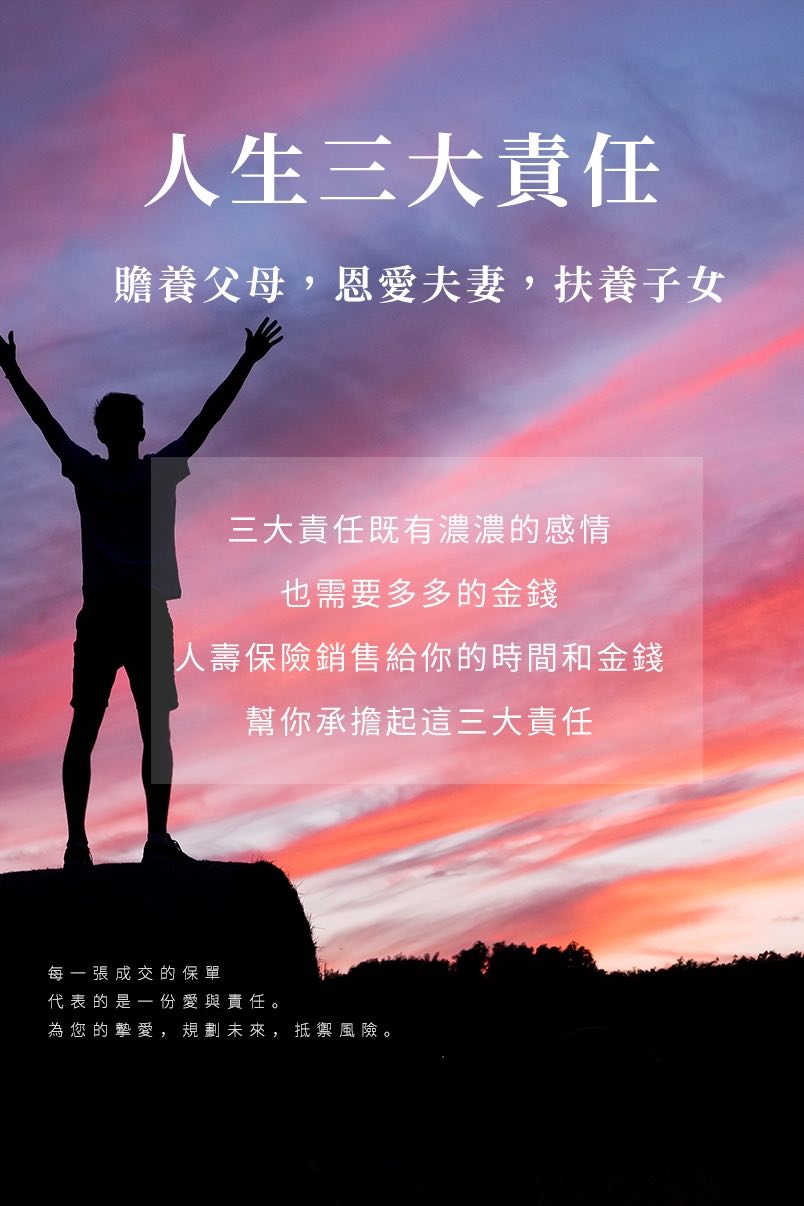 人生三大責任
贍養父母，恩愛夫妻，扶養子女
三大責任既有濃濃的感情
也需要多多的金錢
人壽保險銷售給你的時間和金錢
幫你承擔起這三大責任
每一張成交的保單
代表的是一份愛與責任。
為您的摯愛，規劃未來，抵禦風險。